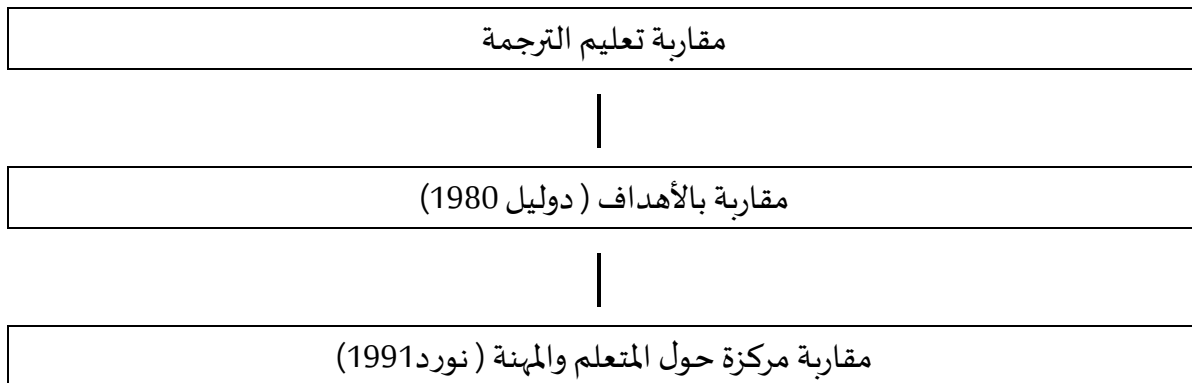 مقاربة تعليم الترجمة
مقاربة بالأهداف ( دوليل 1980)
مقاربة مركزة حول المتعلم والمهنة ( نورد1991)